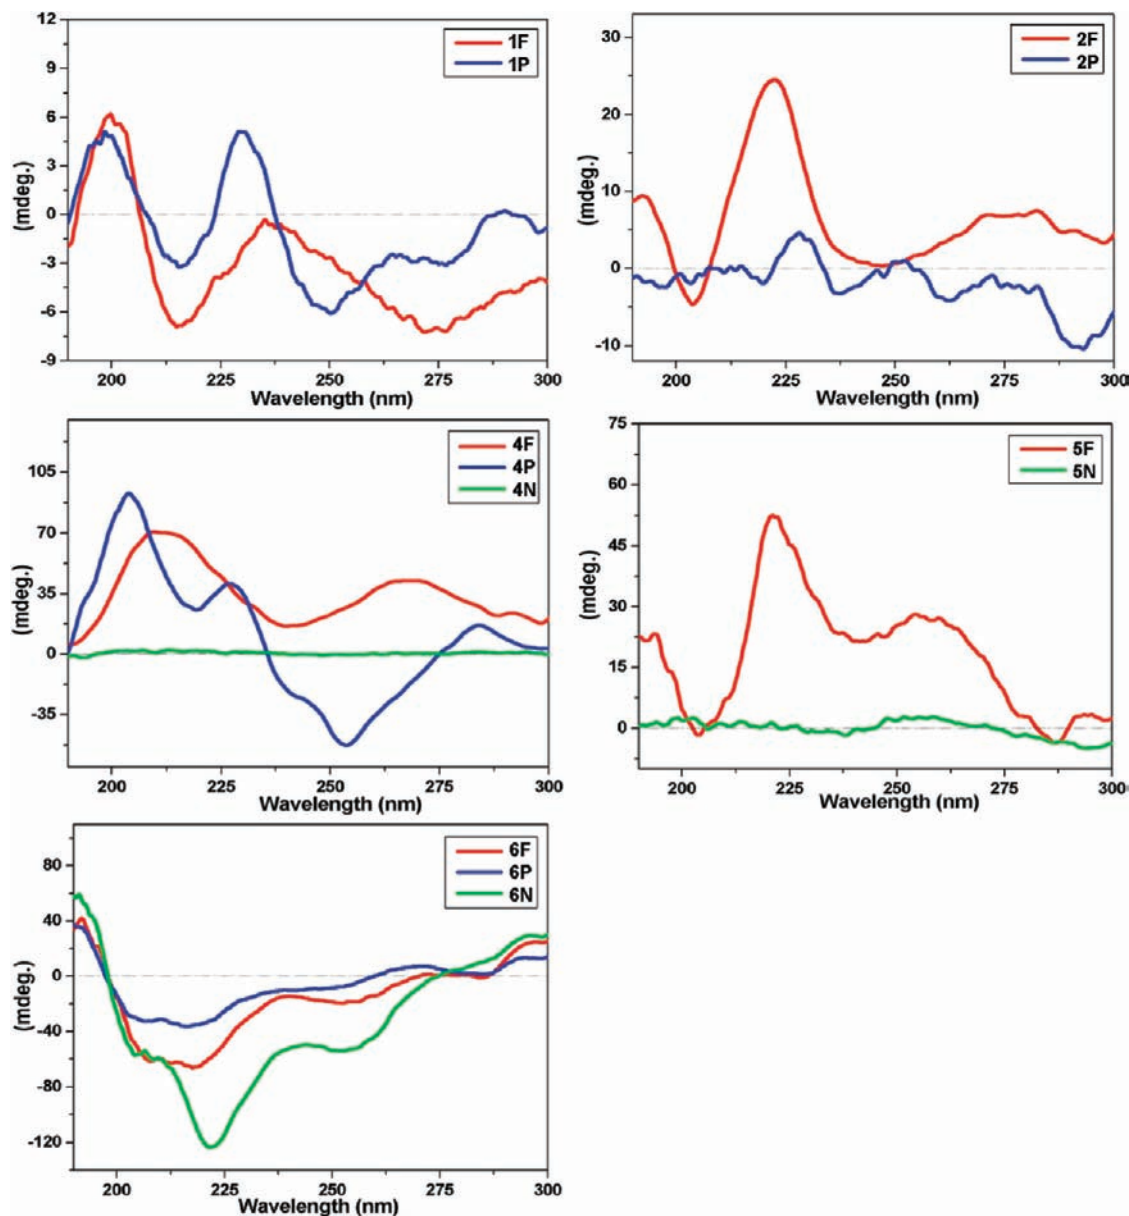 12
9
6
3
0
-3
-6
-9
(mdeg.)
1F
1P
200 225 250 275 300
Wavelength (nm)
30
20
10
0
-10
(mdeg.)
2F
2P
200 225 250 275 300
Wavelength (nm)
105
70
35
0
-35
(mdeg.)
4F
4P
4N
200 225 250 275 300
Wavelength (nm)
75
60
45
30
15
0
-15
(mdeg.)
5F
5N
200 225 250 275 300
Wavelength (nm)
80
40
0
-40
-80
-120
(mdeg.)
6F
6P
6N
200 225 250 275 300
Wavelength (nm)